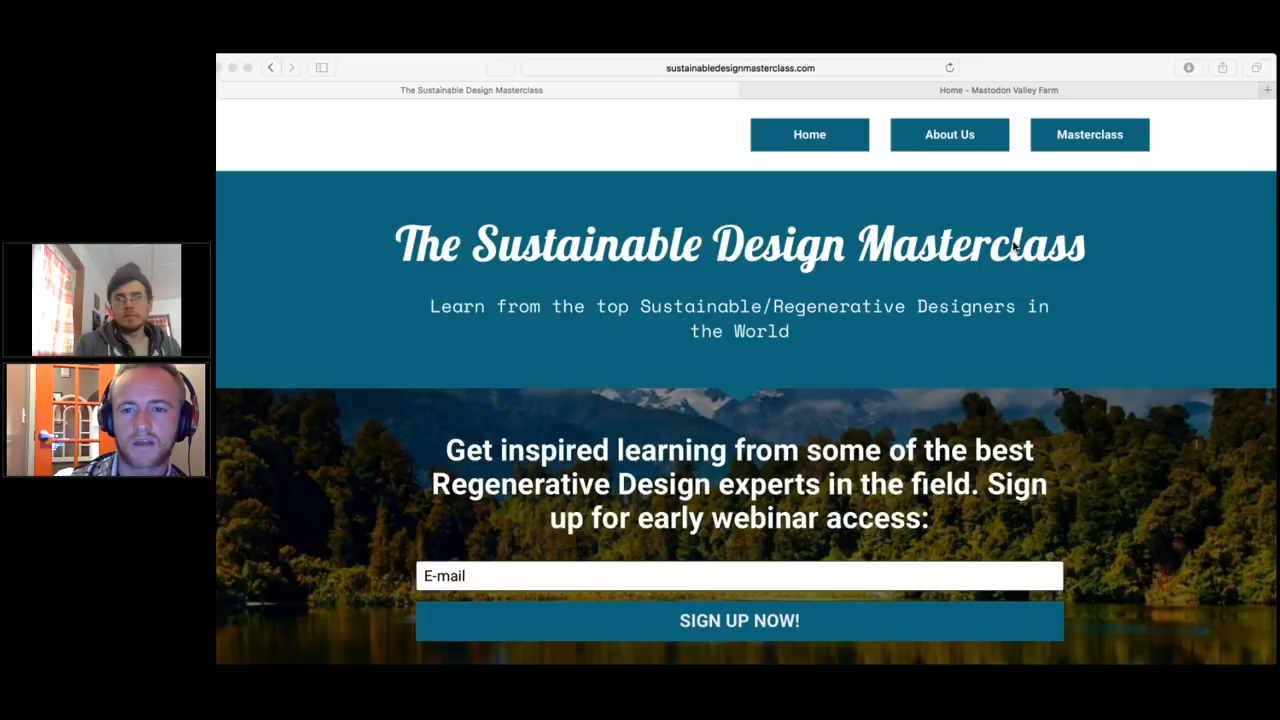 sustainabledesignmasterclass.com
The Sustainable Design Masterclass
Home - Mastodon Valley Farm
Home
About Us
Masterclass
The Sustainable Design Masterclass
Learn from the top Sustainable/Regenerative Designers in
the World
Get inspired learning from some of the best
Regenerative Design experts in the field. Sign
up for early webinar access:
E-mail
SIGN UP NOW!